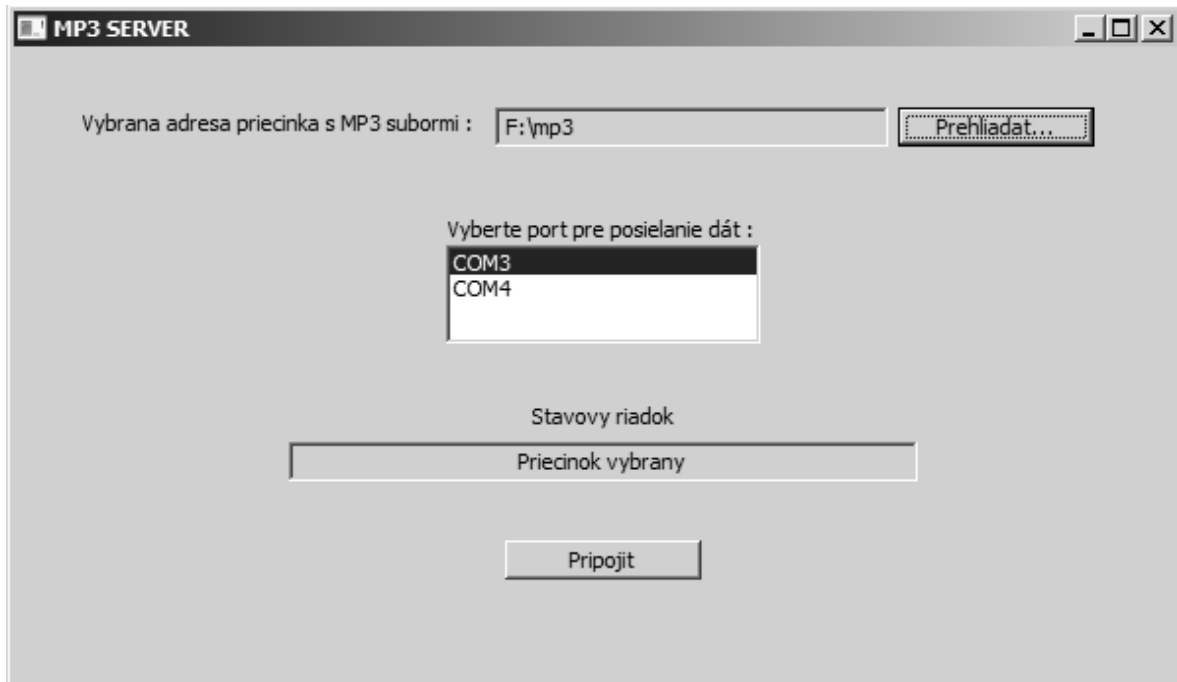 MP3 SERVER
Vybrana adresa priecinka s MP3 subormi : F:\mp3 Prehliadat...
Vyberte port pre posielanie dát :
COM3
COM4
Stavovy riadok
Priecinok vybrany
Pripojit